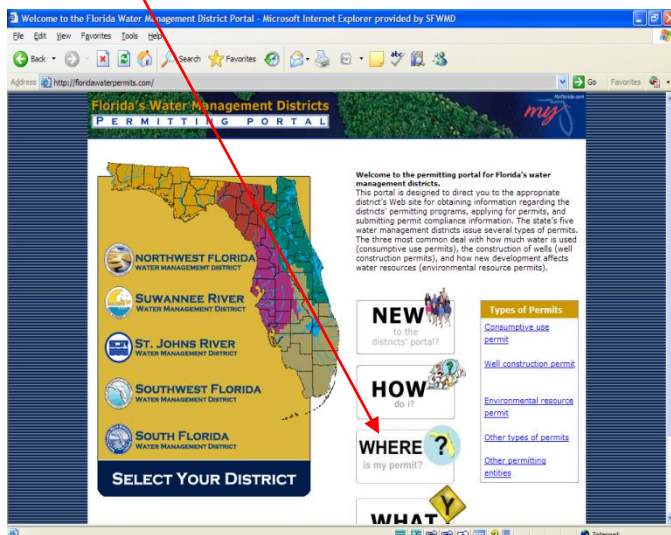 Welcome to the Florida Water Management District Portal - Microsoft Internet Explorer provided by SFWMD
File Edit View Favorites Tools Help
Back Search Favorites
Address http://floridawaterpermits.com/ Go Favorites
Florida's Water Management Districts
PERMITTING PORTAL
MyFlorida.com
my
NORTHWEST FLORIDA
WATER MANAGEMENT DISTRICT
SUWANNEE RIVER
WATER MANAGEMENT DISTRICT
ST. JOHNS RIVER
WATER MANAGEMENT DISTRICT
SOUTHWEST FLORIDA
WATER MANAGEMENT DISTRICT
SOUTH FLORIDA
WATER MANAGEMENT DISTRICT
SELECT YOUR DISTRICT
Welcome to the permitting portal for Florida's water
management districts.
This portal is designed to direct you to the appropriate
district's Web site for obtaining information regarding the
districts' permitting programs, applying for permits, and
submitting permit compliance information. The state's five
water management districts issue several types of permits.
The three most common deal with how much water is used
(consumptive use permits), the construction of wells (well
construction permits), and how new development affects
water resources (environmental resource permits).
NEW
to the
districts' portal?
HOW
do i?
WHERE ?
is my permit?
WHAT
Y
Types of Permits
Consumptive use
permit
Well construction permit
Environmental resource
permit
Other types of permits
Other permitting
entities
Internet